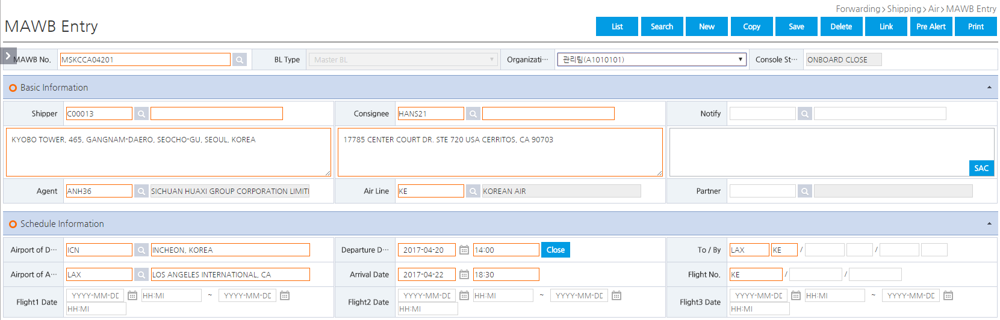 Forwarding > Shipping > Air > MAWB Entry
MAWB Entry
List Search New Copy Save Delete Link Pre Alert Print
MAWB No. MSKCCA04201 BL Type Master BL Organizati··· 관리팀(A1010101) Console St··· ONBOARD CLOSE
Basic Information
Shipper C00013 Consignee HANS21 Notify
KYOBO TOWER, 465, GANGNAM-DAERO, SEOCHO-GU, SEOUL, KOREA 17785 CENTER COURT DR. STE 720 USA CERRITOS, CA 90703
SAC
Agent ANH36 SICHUAN HUAXI GROUP CORPORATION LIMITI Air Line KE KOREAN AIR Partner
Schedule Information
Airport of D··· ICN INCHEON, KOREA Departure D··· 2017-04-20 14:00 Close To / By LAX KE / /
Airport of A··· LAX LOS ANGELES INTERNATIONAL, CA Arrival Date 2017-04-22 18:30 Flight No. KE / /
Flight1 Date YYYY-MM-DD HH:MI ~ YYYY-MM-DD Flight2 Date YYYY-MM-DD HH:MI ~ YYYY-MM-DD Flight3 Date YYYY-MM-DD HH:MI ~ YYYY-MM-DD
HH:MI HH:MI HH:MI